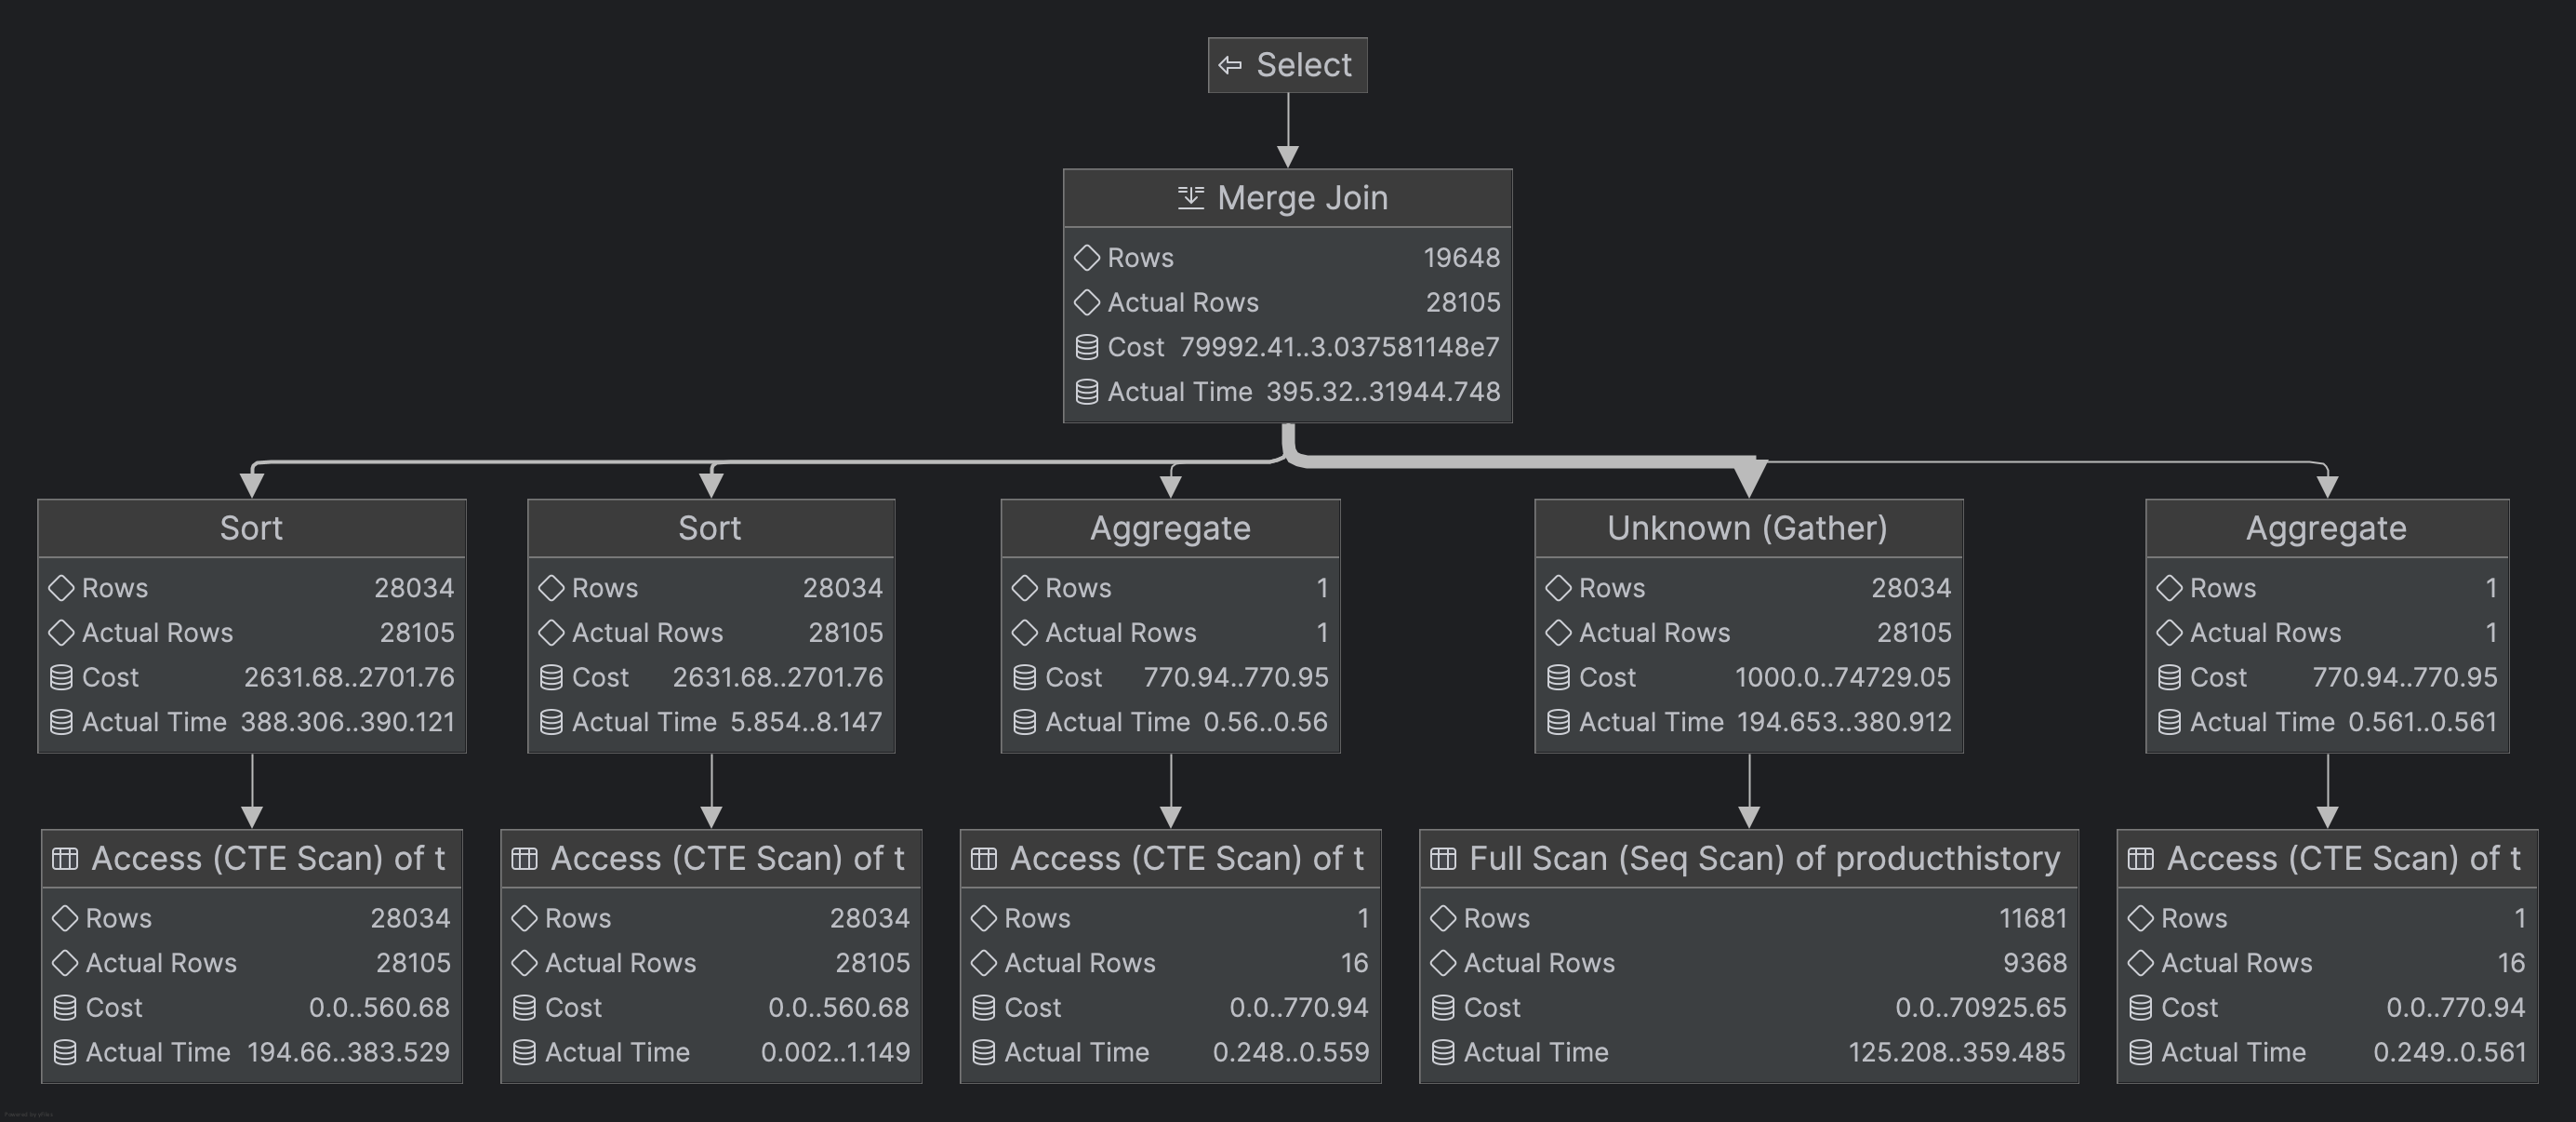 Select
Merge Join
Rows 19648
Actual Rows 28105
Cost 79992.41..3.037581148e7
Actual Time 395.32..31944.748
Sort
Rows 28034
Actual Rows 28105
Cost 2631.68..2701.76
Actual Time 388.306..390.121
Sort
Rows 28034
Actual Rows 28105
Cost 2631.68..2701.76
Actual Time 5.854..8.147
Aggregate
Rows 1
Actual Rows 1
Cost 770.94..770.95
Actual Time 0.56..0.56
Unknown (Gather)
Rows 28034
Actual Rows 28105
Cost 1000.0..74729.05
Actual Time 194.653..380.912
Aggregate
Rows 1
Actual Rows 1
Cost 770.94..770.95
Actual Time 0.561..0.561
Access (CTE Scan) of t
Rows 28034
Actual Rows 28105
Cost 0.0..560.68
Actual Time 194.66..383.529
Access (CTE Scan) of t
Rows 28034
Actual Rows 28105
Cost 0.0..560.68
Actual Time 0.002..1.149
Access (CTE Scan) of t
Rows 1
Actual Rows 16
Cost 0.0..770.94
Actual Time 0.248..0.559
Full Scan (Seq Scan) of producthistory
Rows 11681
Actual Rows 9368
Cost 0.0..70925.65
Actual Time 125.208..359.485
Access (CTE Scan) of t
Rows 1
Actual Rows 16
Cost 0.0..770.94
Actual Time 0.249..0.561
Powered by yFiles